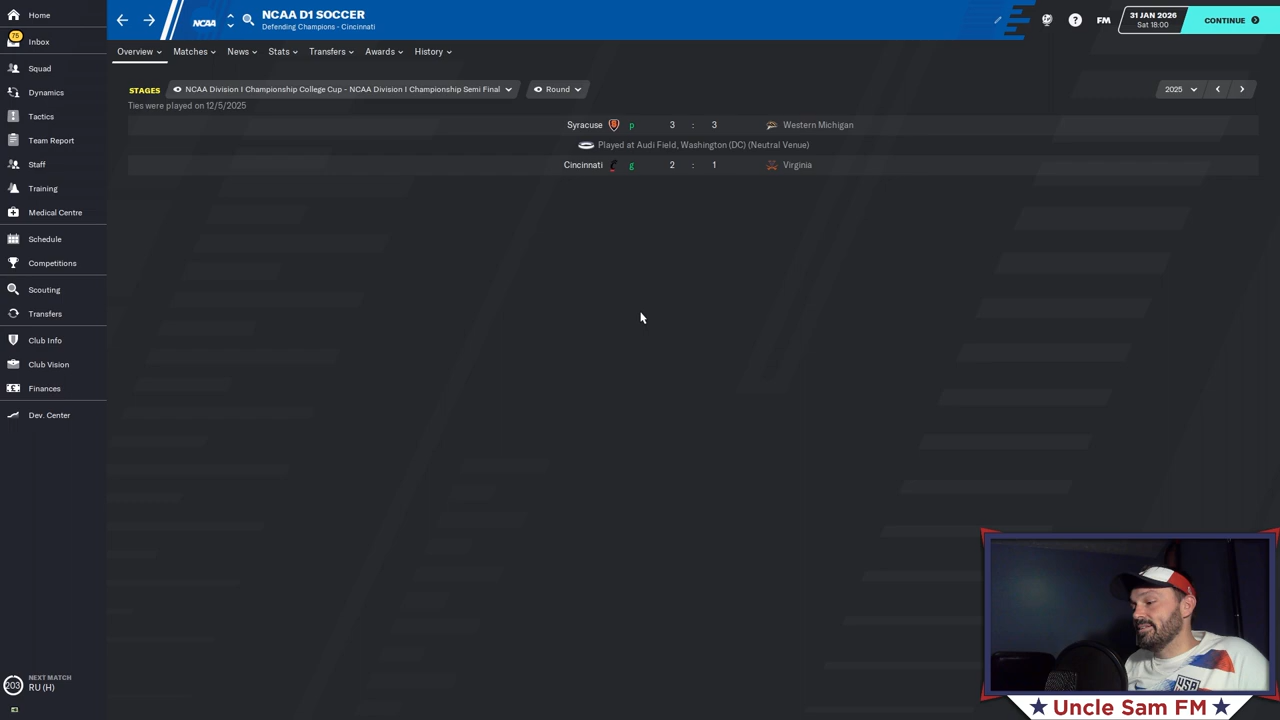 Home
Inbox
75
Squad
Dynamics
Tactics
Team Report
Staff
Training
Medical Centre
Schedule
Competitions
Scouting
Transfers
Club Info
Club Vision
Finances
Dev. Center
203
NEXT MATCH
RU (H)
NCAA
NCAA D1 SOCCER
Defending Champions - Cincinnati
FM
31 JAN 2026
Sat 18:00
CONTINUE
Overview Matches News Stats Transfers Awards History
STAGES NCAA Division I Championship College Cup - NCAA Division I Championship Semi Final Round 2025
Ties were played on 12/5/2025
Syracuse p 3 : 3 Western Michigan
Played at Audi Field, Washington (DC) (Neutral Venue)
Cincinnati g 2 : 1 Virginia
USA
★ Uncle Sam FM ★